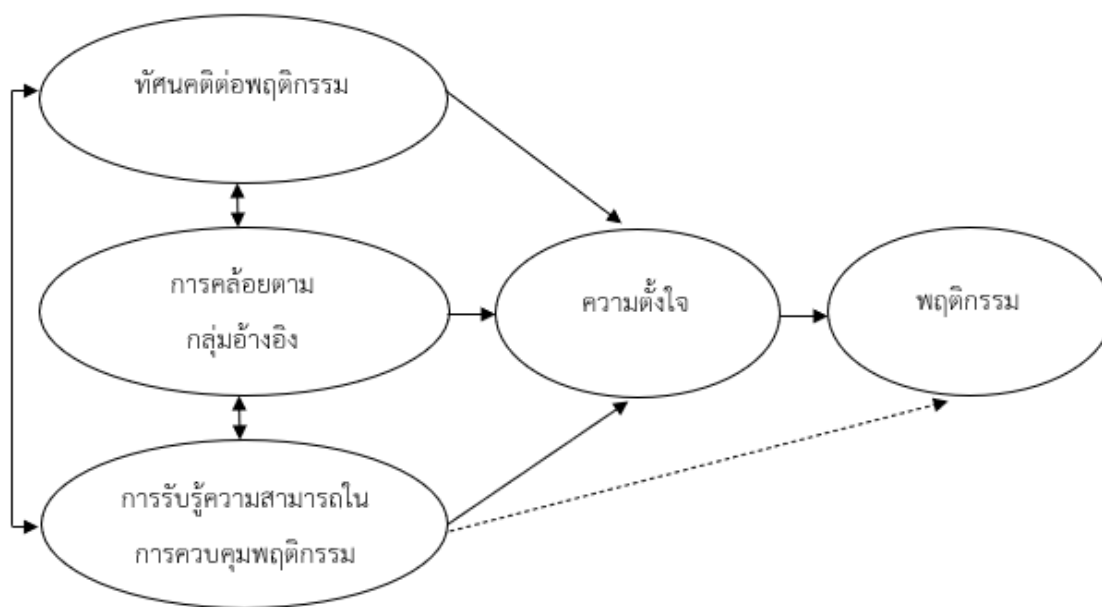 ทัศนคติต่อพฤติกรรม
การคล้อยตาม
กลุ่มอ้างอิง
ความตั้งใจ
พฤติกรรม
การรับรู้ความสามารถใน
การควบคุมพฤติกรรม